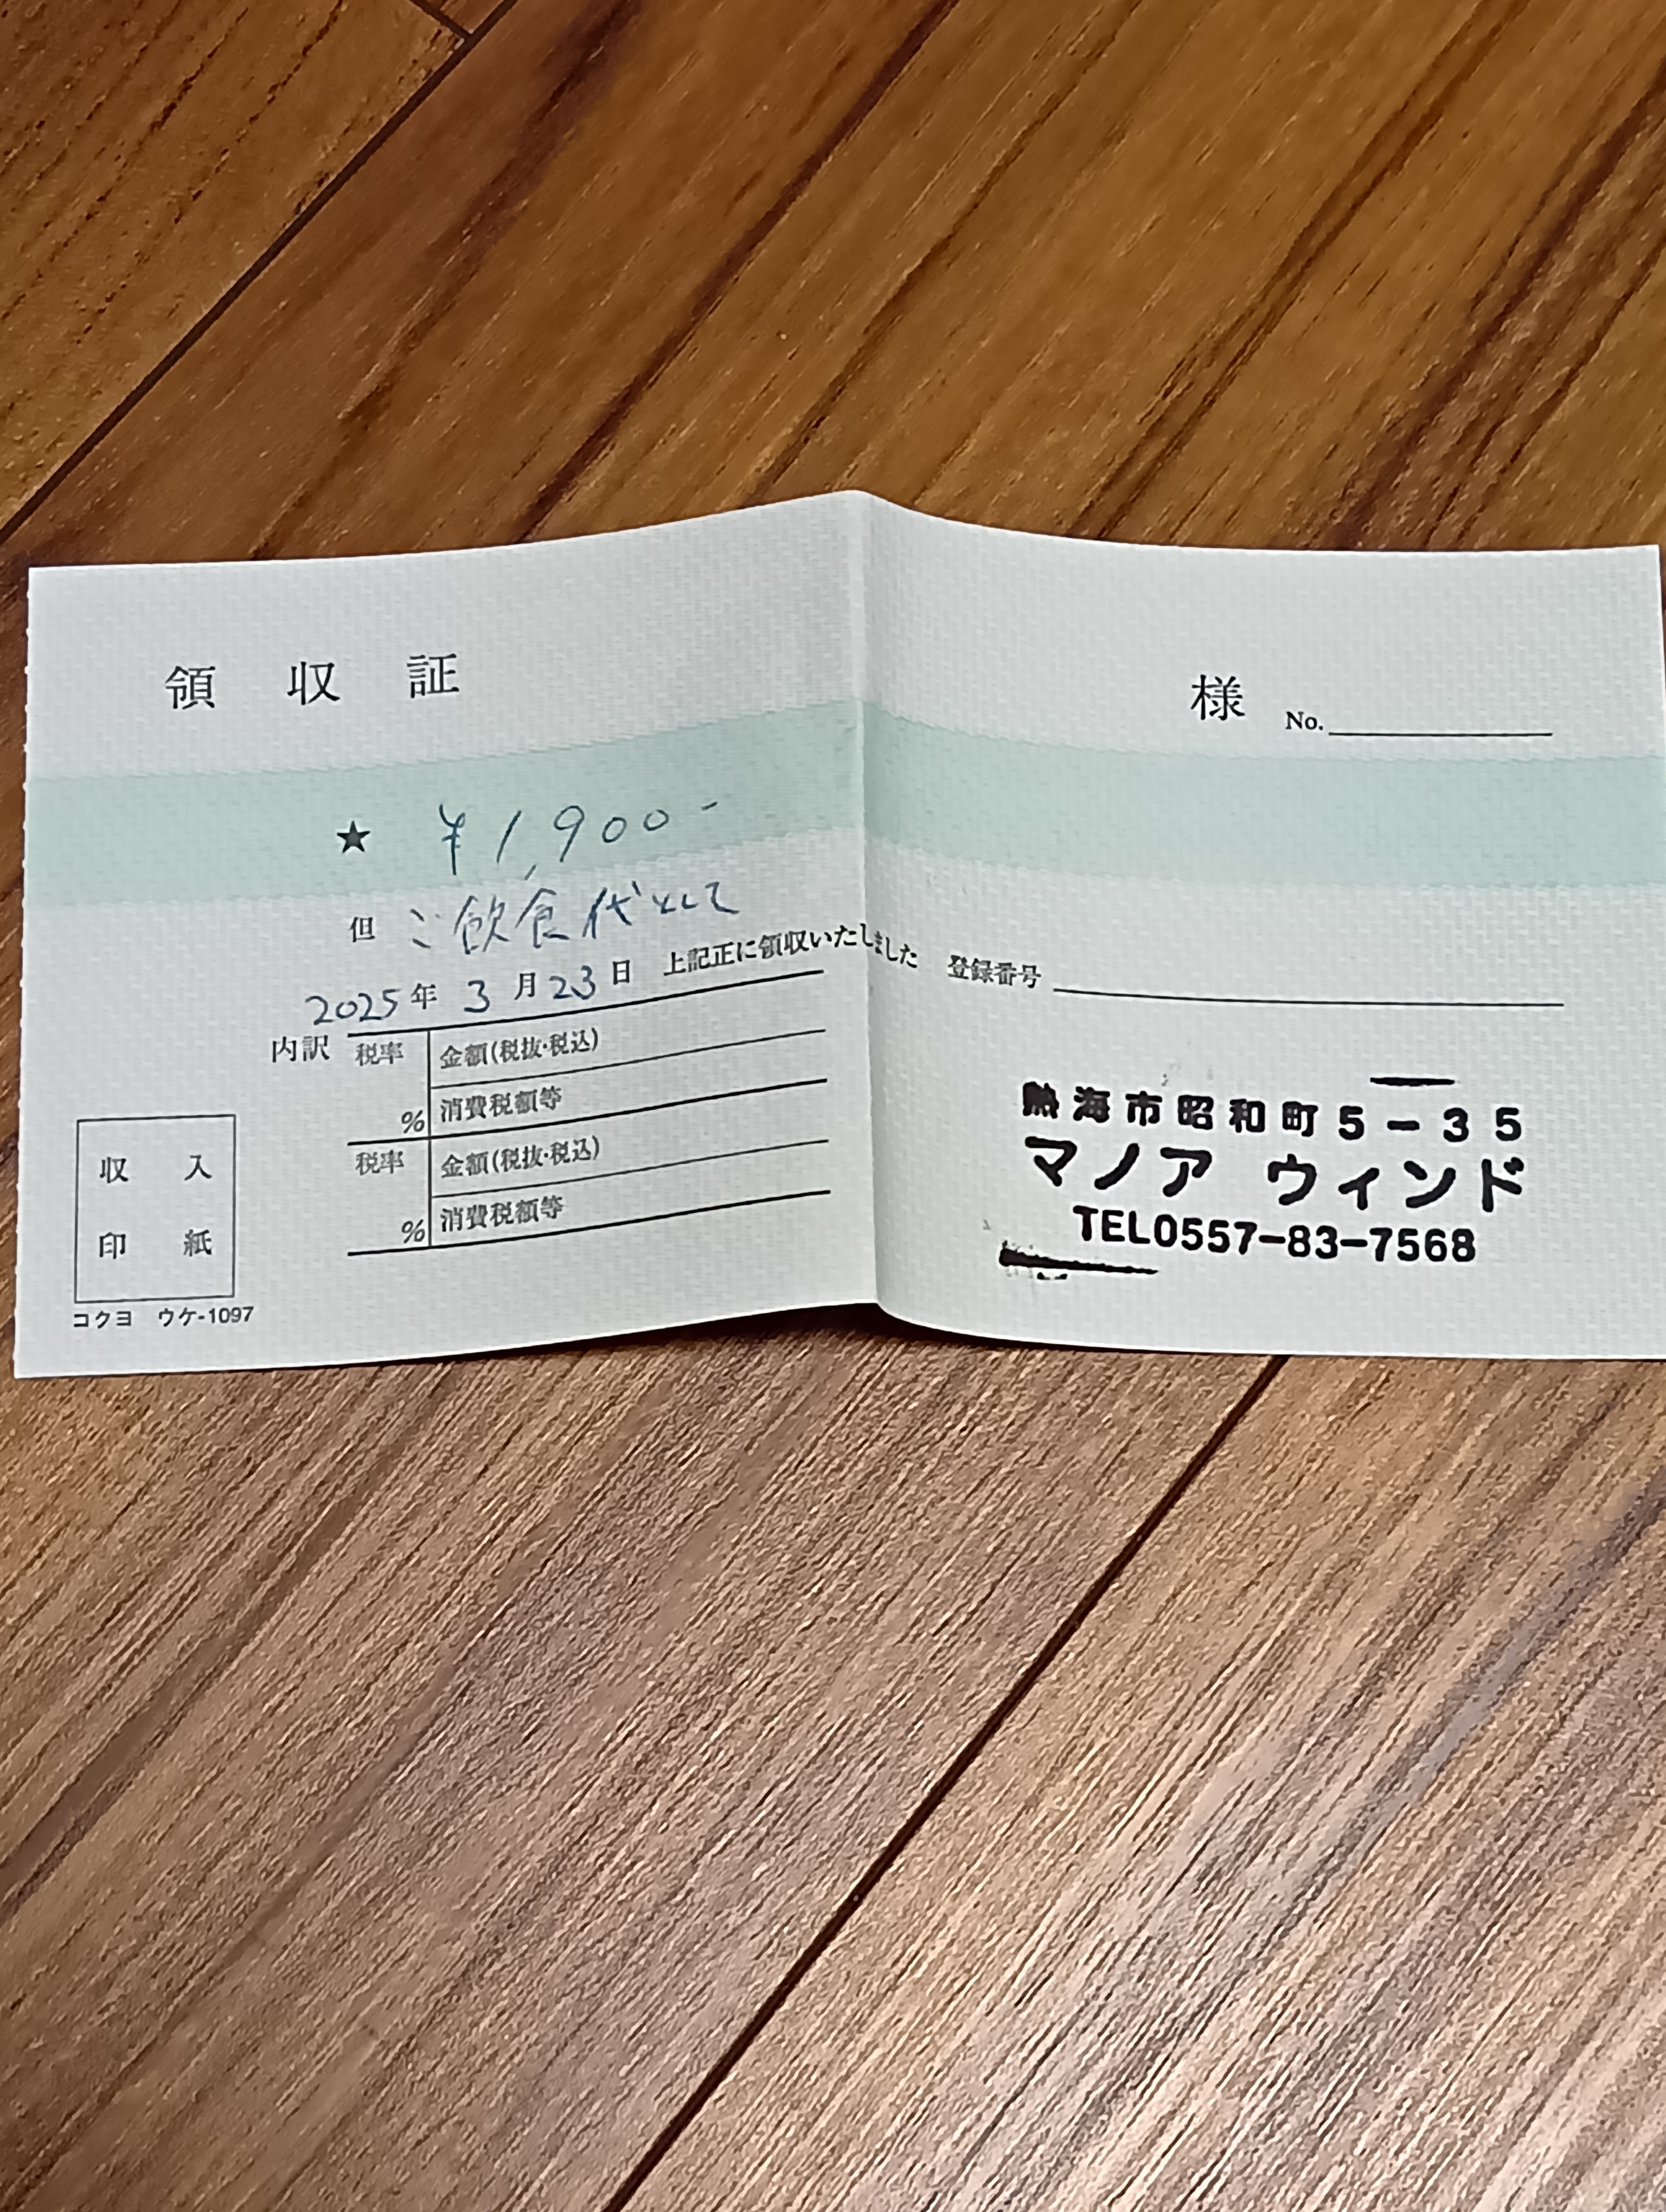 領収証
様 No.
★ ¥1,900-
但 ご飲食代として
2025年3月23日 上記正に領収いたしました 登録番号
内訳 税率 % 金額(税抜・税込)
消費税額等
税率 % 金額(税抜・税込)
消費税額等
収入
印紙
コクヨ ウケ-1097
熱海市昭和町5-35
マノア ウィンド
TEL0557-83-7568